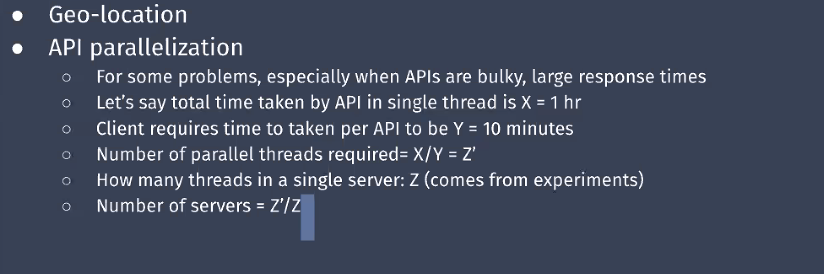 ● Geo-location
● API parallelization
○ For some problems, especially when APIs are bulky, large response times
○ Let's say total time taken by API in single thread is X = 1 hr
○ Client requires time to taken per API to be Y = 10 minutes
○ Number of parallel threads required= X/Y = Z'
○ How many threads in a single server: Z (comes from experiments)
○ Number of servers = Z'/Z